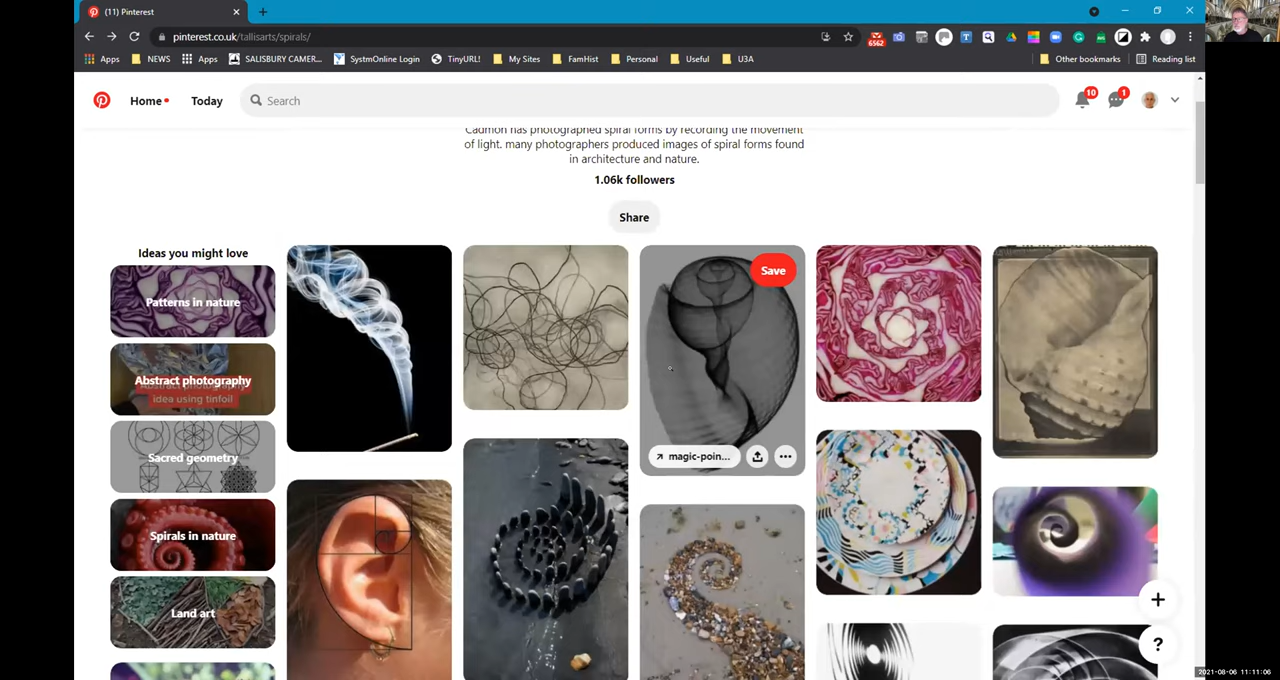 (11) Pinterest
pinterest.co.uk/tallisarts/spirals/
6562
Apps
NEWS
Apps
SALISBURY CAMER...
SystmOnline Login
TinyURL!
My Sites
FamHist
Personal
Useful
U3A
Other bookmarks
Reading list
Home
Today
Search
10
1
Cadmon has photographed spiral forms by recording the movement
of light. many photographers produced images of spiral forms found
in architecture and nature.
1.06k followers
Share
Ideas you might love
Patterns in nature
Abstract photography
idea using tinfoil
Sacred geometry
Spirals in nature
Land art
Save
magic-poin...
+
?
2021-08-06 11:11:06